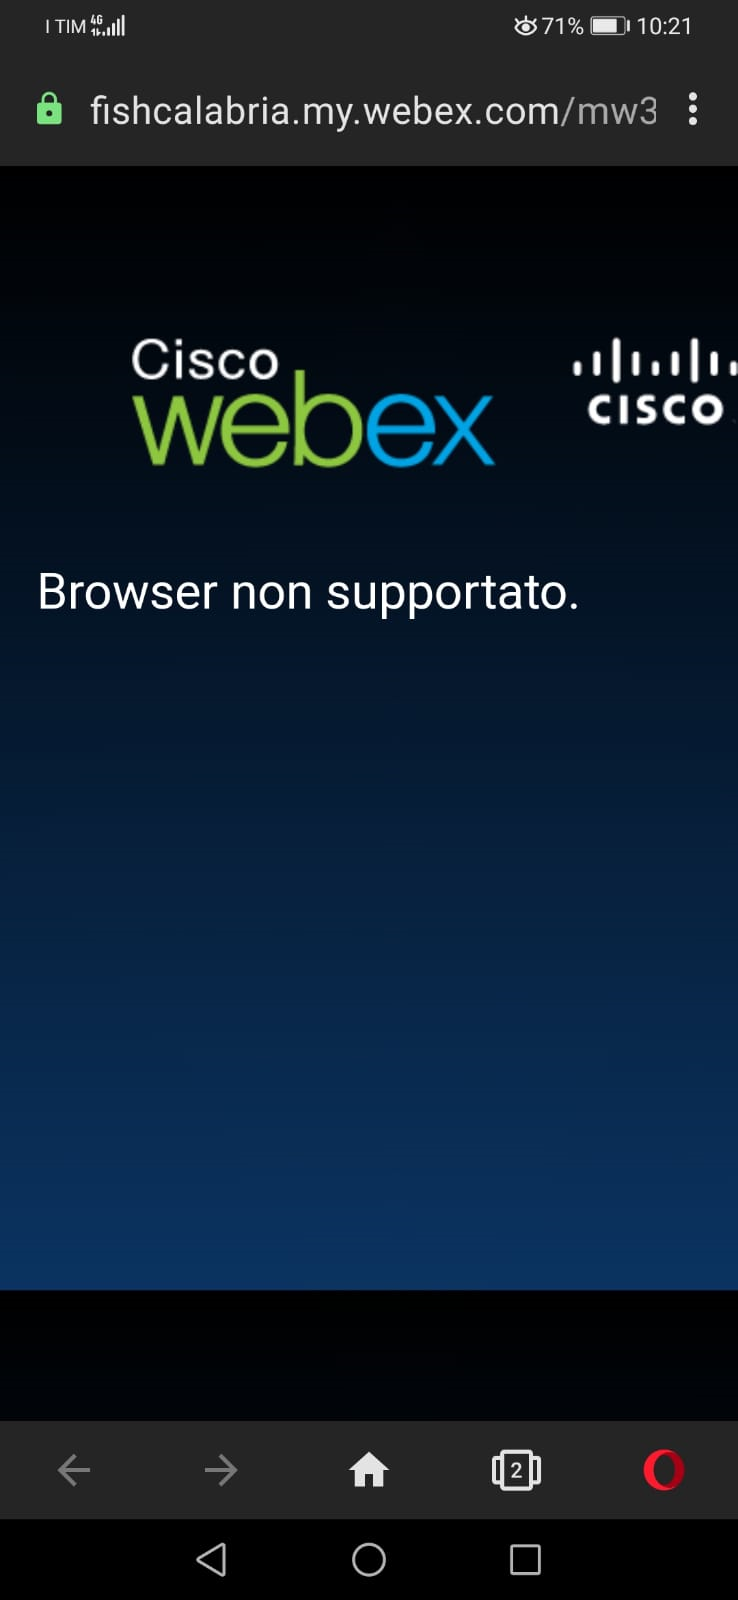 TIM 4G 71% 10:21
fishcalabria.my.webex.com/mw3
Cisco
webex
CISCO
Browser non supportato.
2